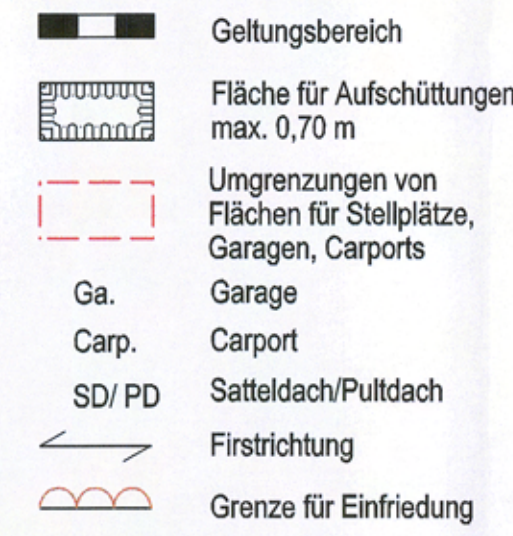 Geltungsbereich
Fläche für Aufschüttungen
max. 0,70 m
Umgrenzungen von
Flächen für Stellplätze,
Garagen, Carports
Ga. Garage
Carp. Carport
SD/ PD Satteldach/Pultdach
Firstrichtung
Grenze für Einfriedung